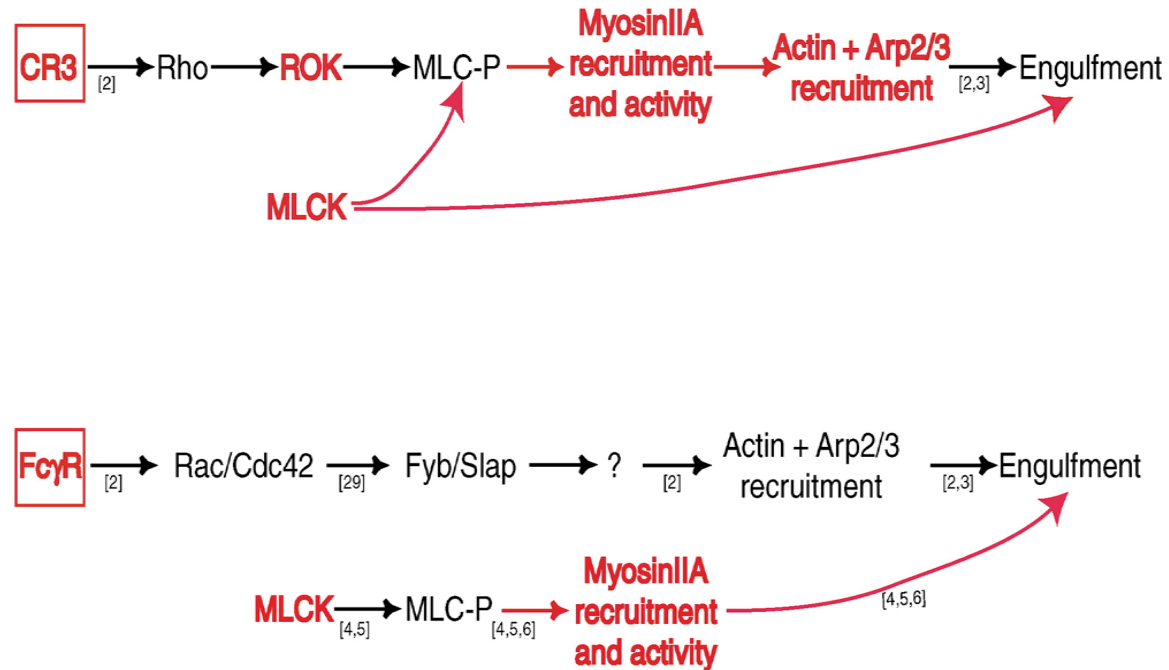 CR3
[2]
Rho
ROK
MLC-P
MyosinIIA
recruitment
and activity
Actin + Arp2/3
recruitment
[2,3]
Engulfment
MLCK
FcγR
[2]
Rac/Cdc42
[29]
Fyb/Slap
?
[2]
Actin + Arp2/3
recruitment
[2,3]
Engulfment
MLCK
[4,5]
MLC-P
[4,5,6]
MyosinIIA
recruitment
and activity
[4,5,6]